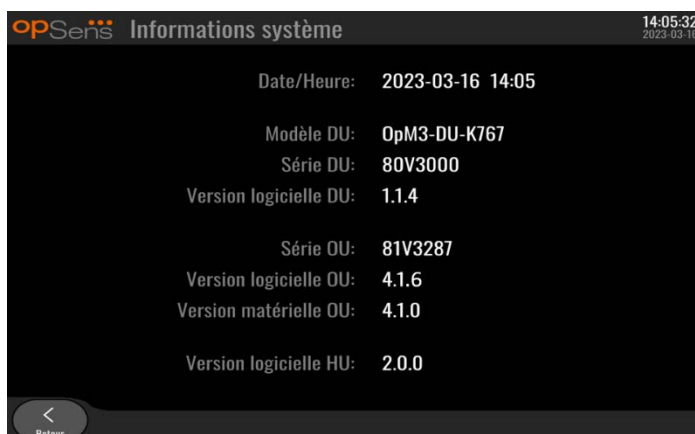 opSens Informations système 14:05:32
2023-03-16
Date/Heure: 2023-03-16 14:05
Modèle DU: OpM3-DU-K767
Série DU: 80V3000
Version logicielle DU: 1.1.4
Série OU: 81V3287
Version logicielle OU: 4.1.6
Version matérielle OU: 4.1.0
Version logicielle HU: 2.0.0
Retour